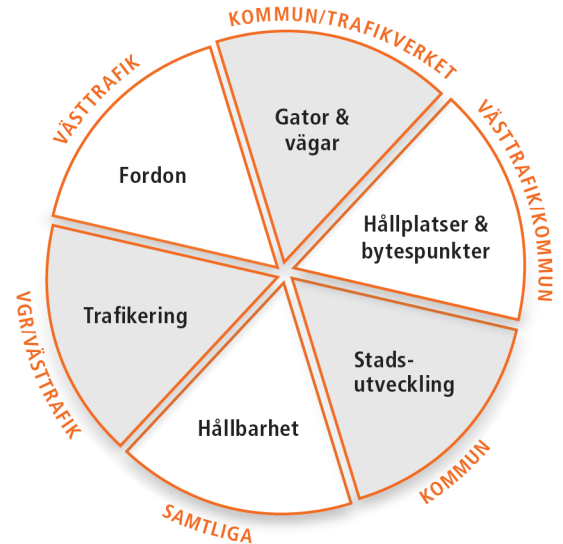 KOMMUN/TRAFIKVERKET
Gator &
vägar
VÄSTTRAFIK/KOMMUN
Hållplatser &
bytespunkter
KOMMUN
Stads-
utveckling
SAMTLIGA
Hållbarhet
VGR/VÄSTTRAFIK
Trafikering
VÄSTTRAFIK
Fordon